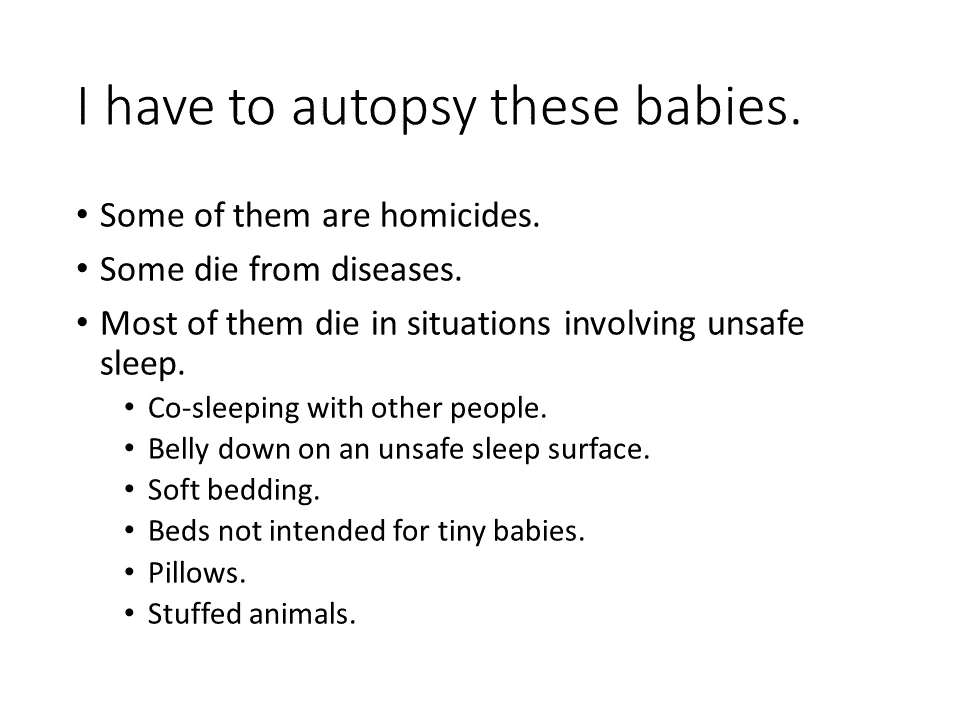 I have to autopsy these babies.
• Some of them are homicides.
• Some die from diseases.
• Most of them die in situations involving unsafe
sleep.
• Co-sleeping with other people.
• Belly down on an unsafe sleep surface.
• Soft bedding.
• Beds not intended for tiny babies.
• Pillows.
• Stuffed animals.